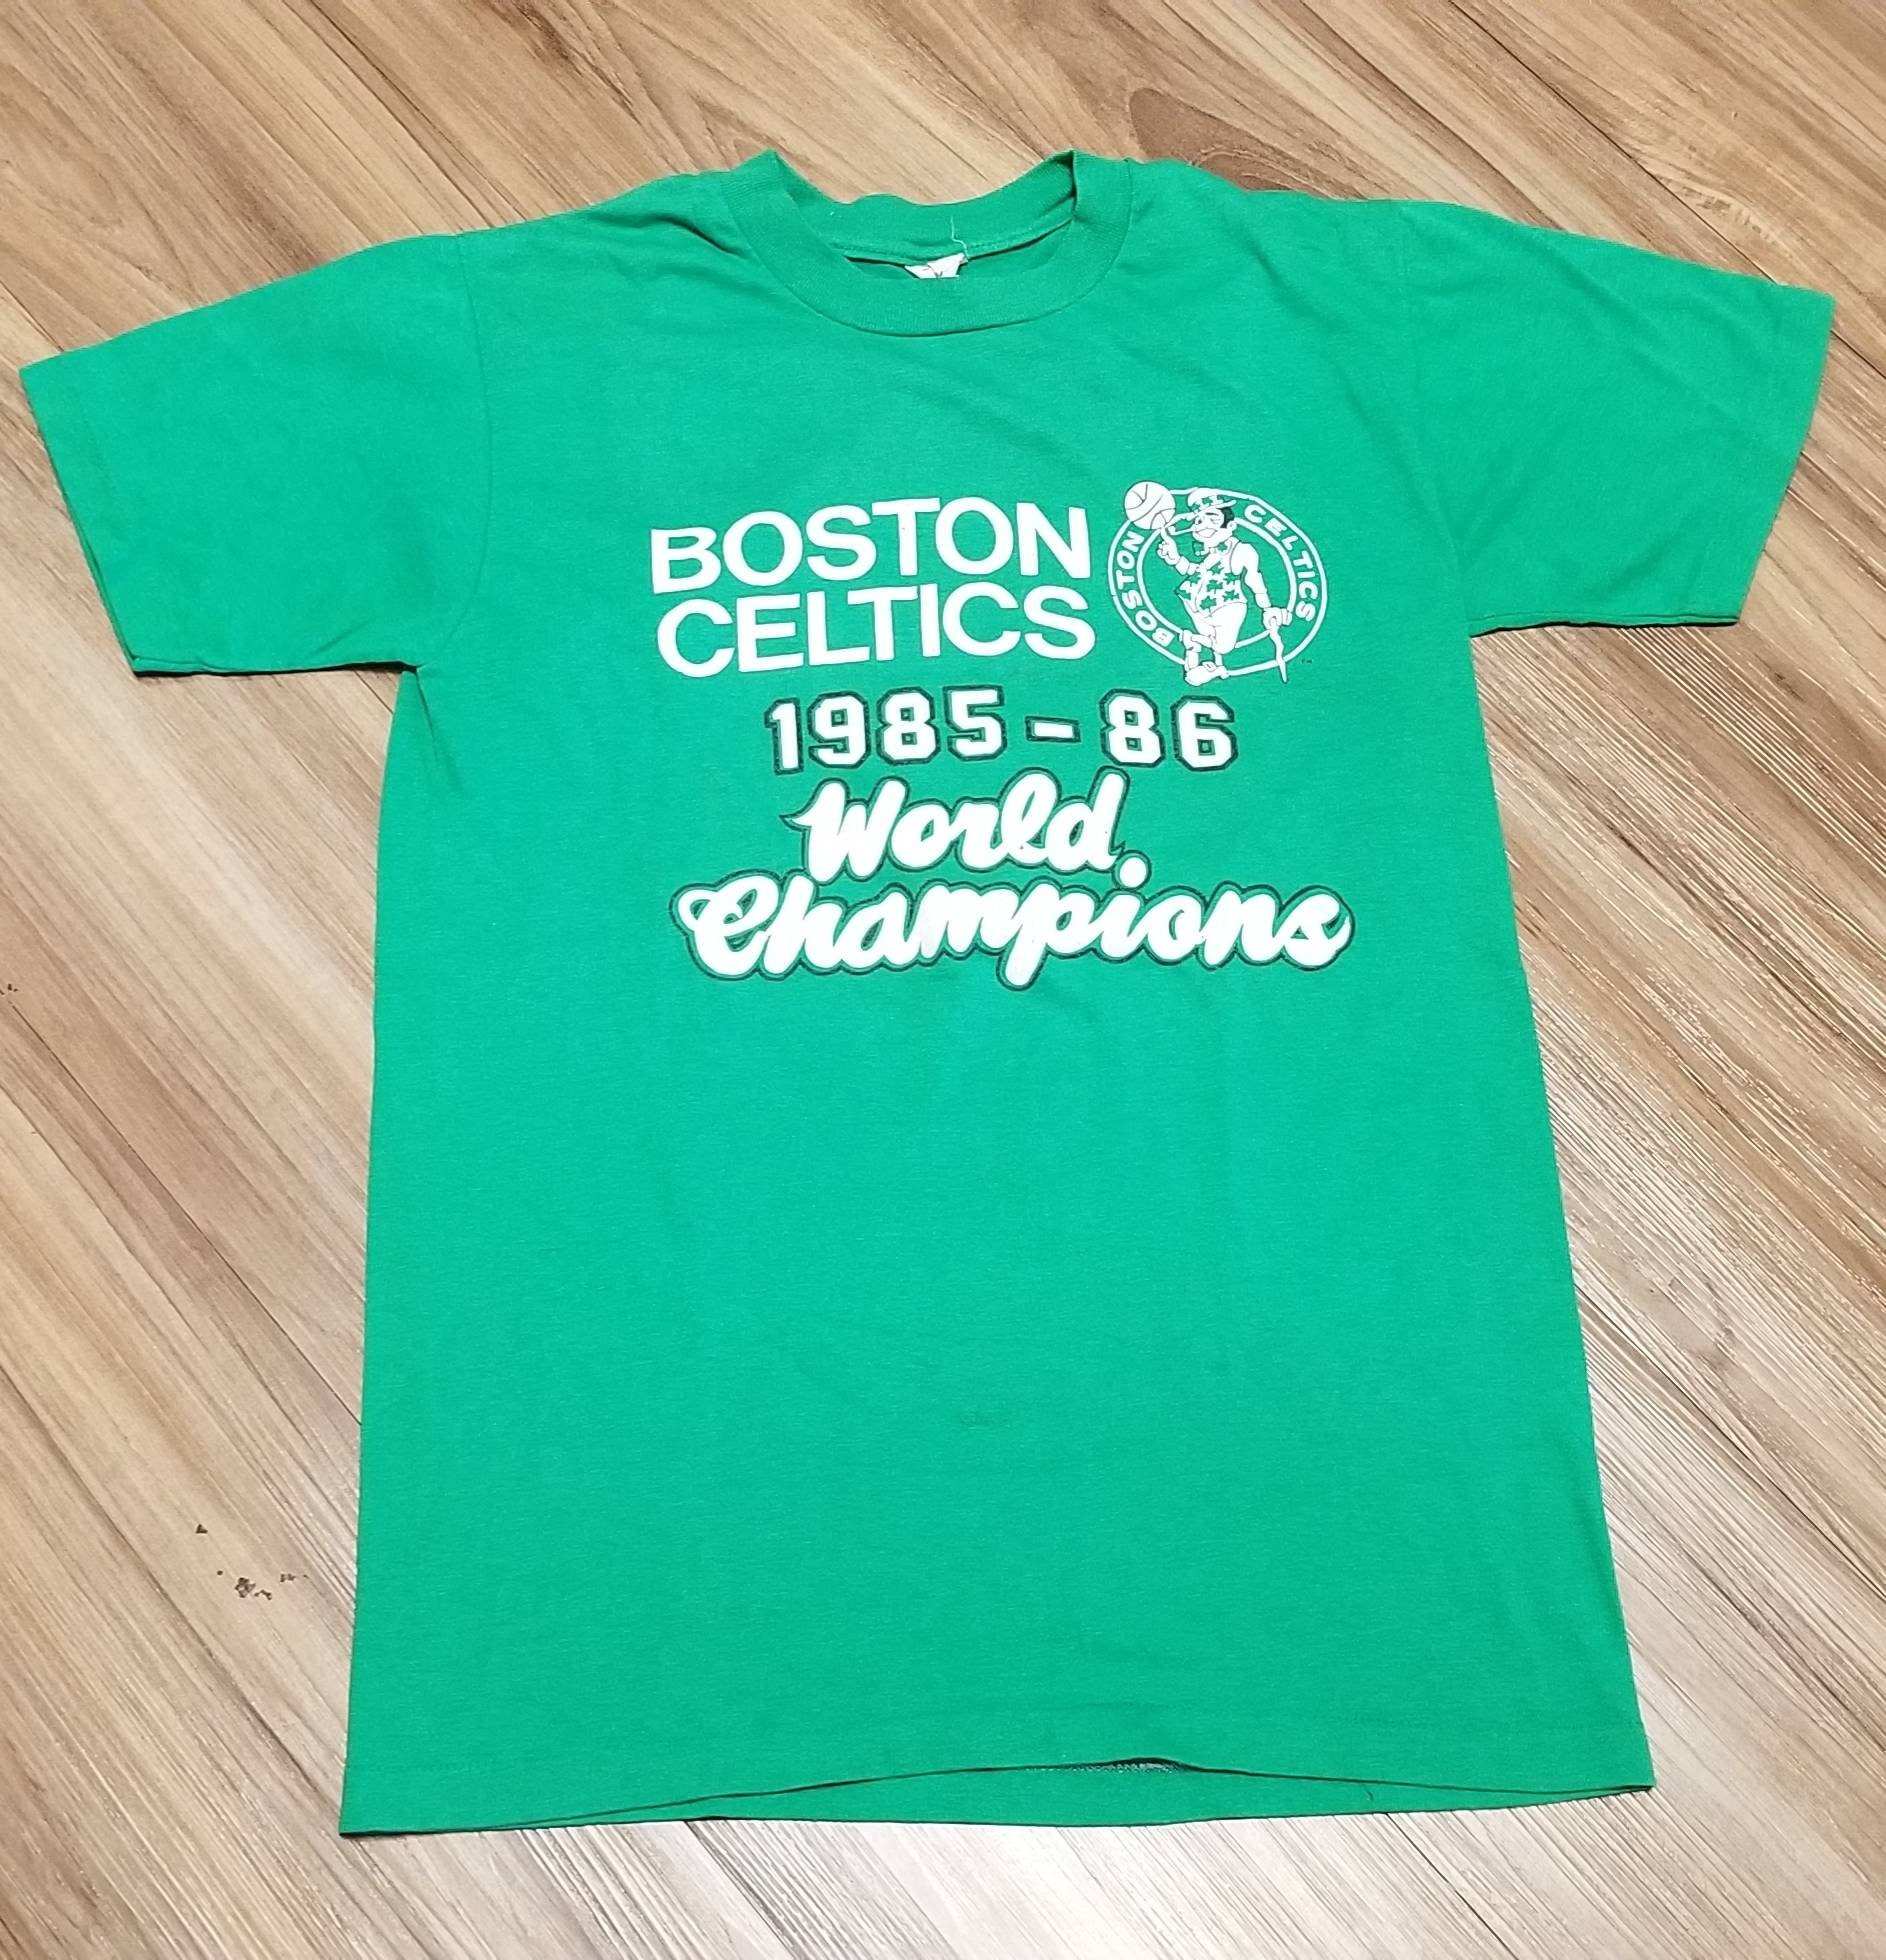 BOSTON
CELTICS
BOSTON CELTICS
1985-86
World
Champions